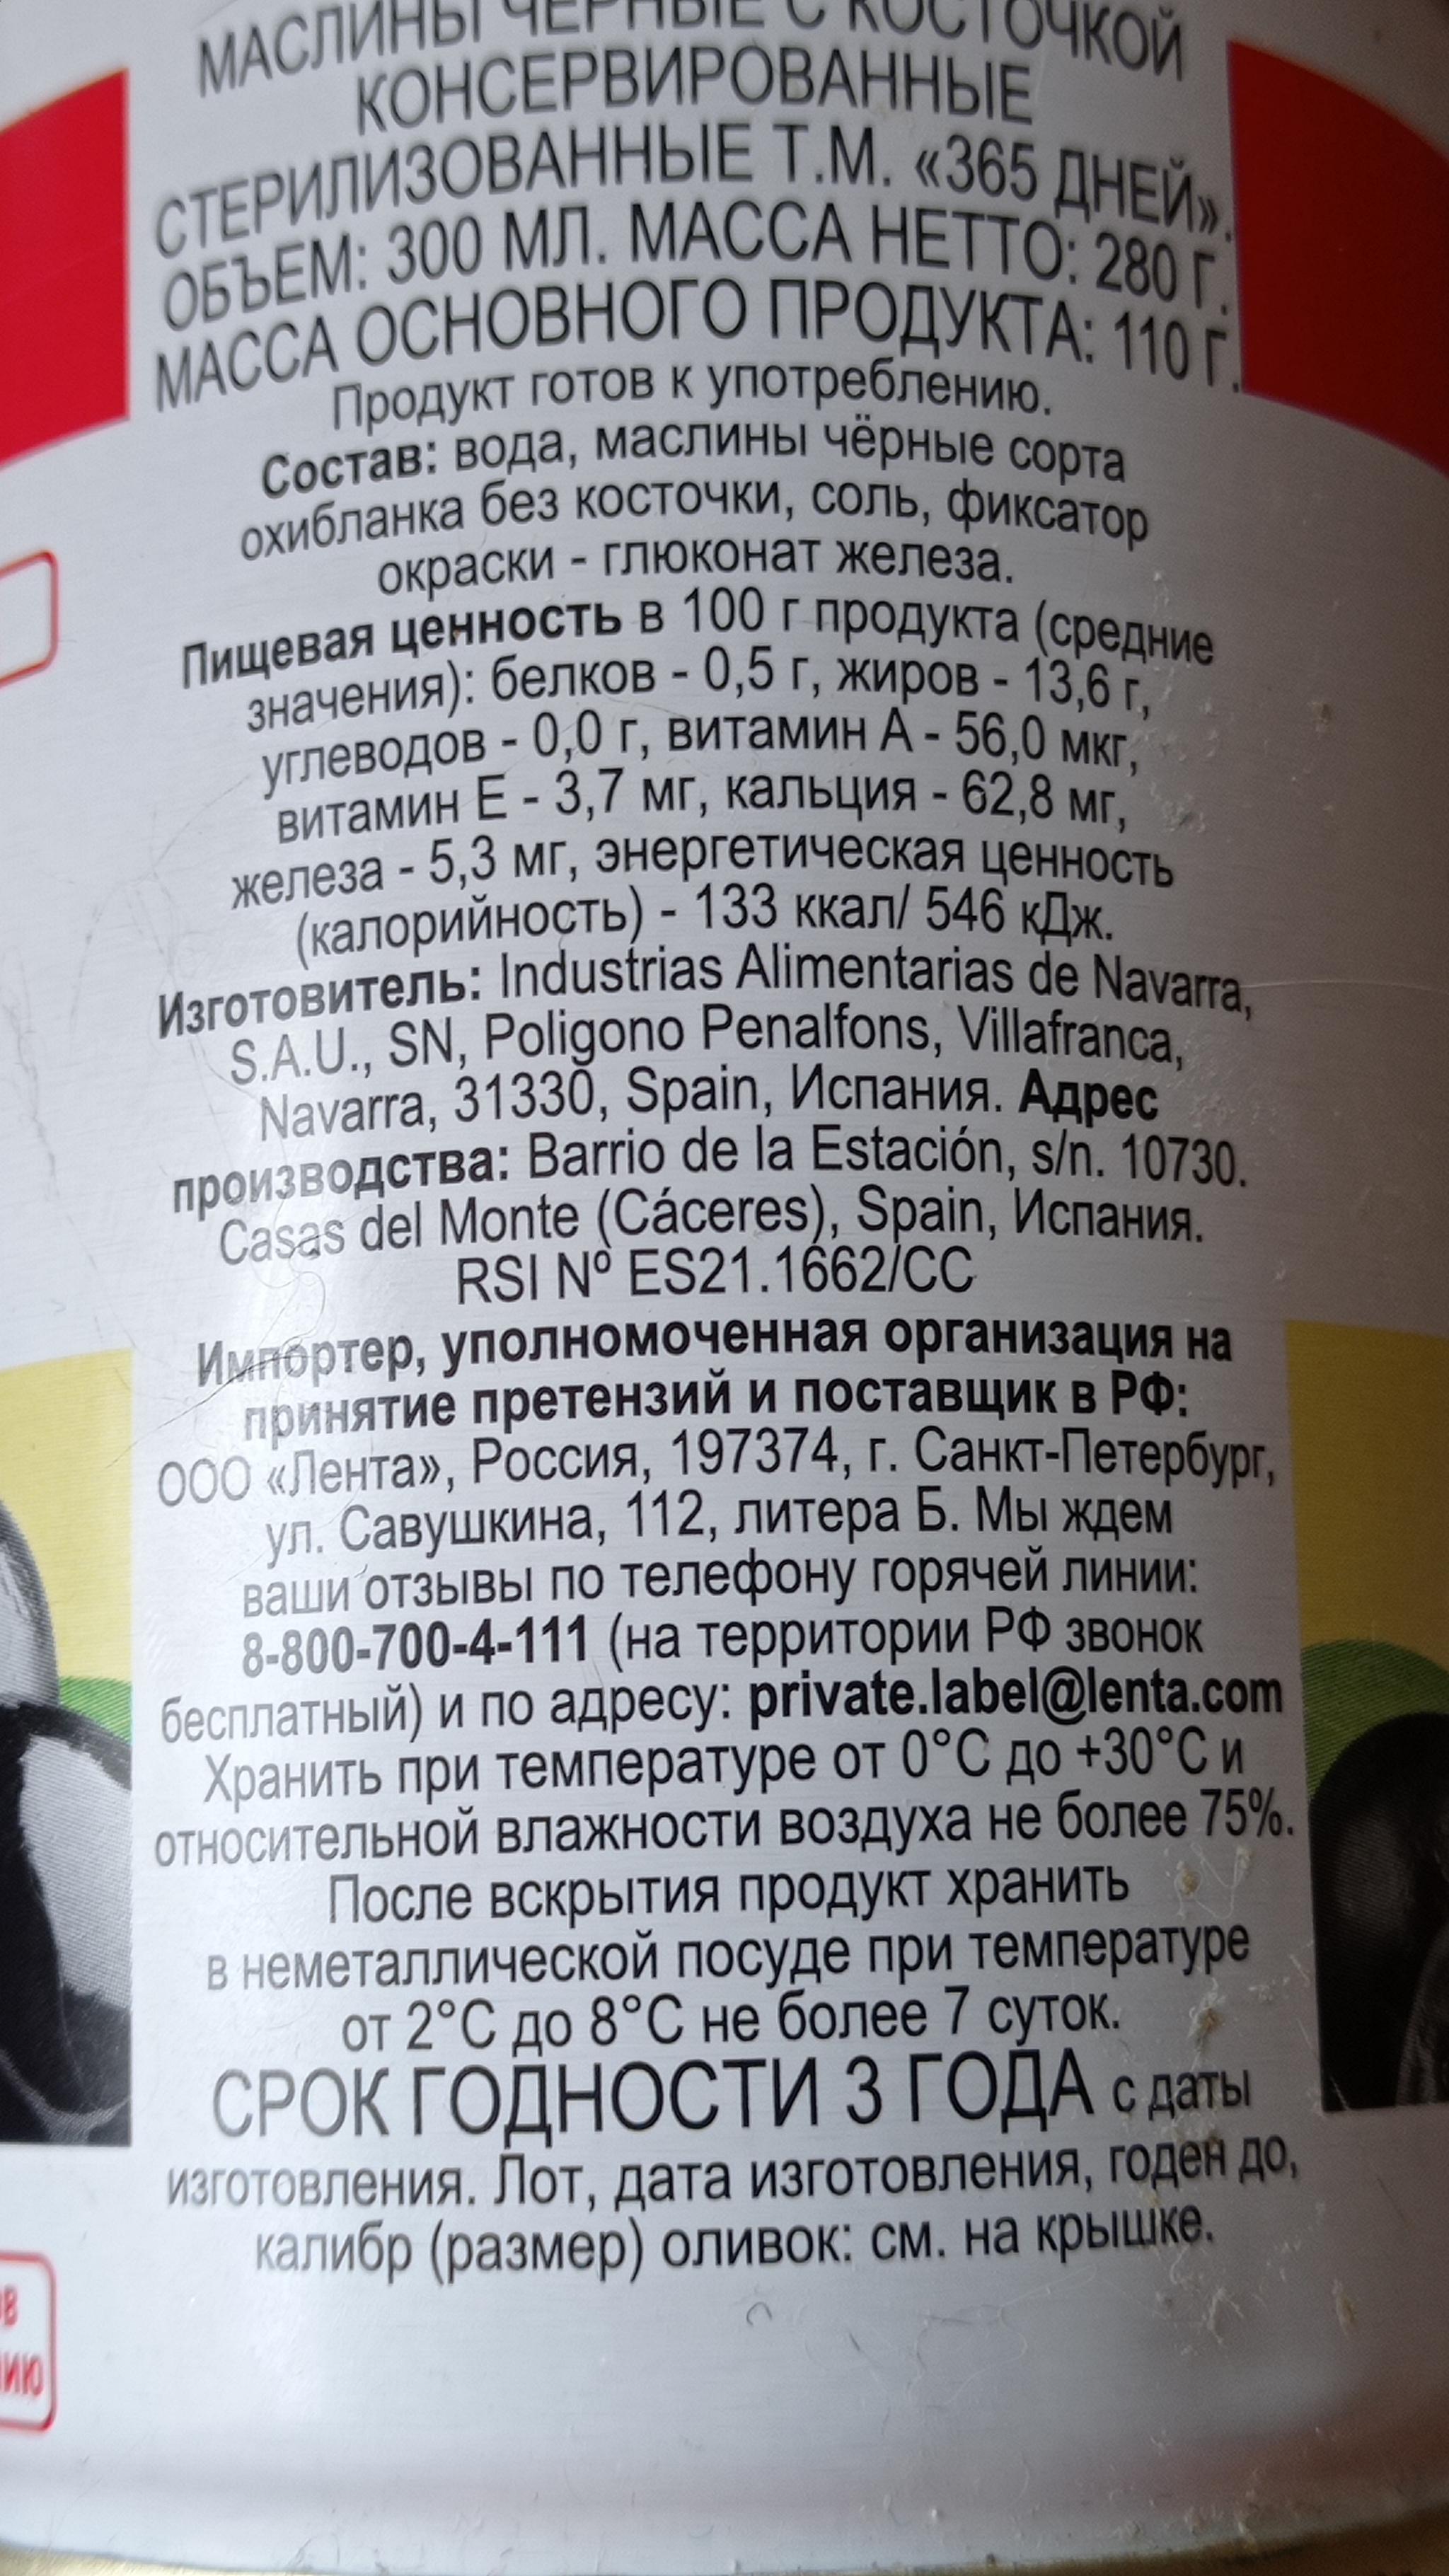 МАСЛИНЫ ЧЕРНЫЕ С КОСТОЧКОЙ
КОНСЕРВИРОВАННЫЕ
СТЕРИЛИЗОВАННЫЕ Т.М. «365 ДНЕЙ».
ОБЪЕМ: 300 МЛ. МАССА НЕТТО: 280 Г.
МАССА ОСНОВНОГО ПРОДУКТА: 110 Г.
Продукт готов к употреблению.
Состав: вода, маслины чёрные сорта
охибланка без косточки, соль, фиксатор
окраски - глюконат железа.
Пищевая ценность в 100 г продукта (средние
значения): белков - 0,5 г, жиров - 13,6 г,
углеводов - 0,0 г, витамин А - 56,0 мкг,
витамин Е - 3,7 мг, кальция - 62,8 мг,
железа - 5,3 мг, энергетическая ценность
(калорийность) - 133 ккал/ 546 кДж.
Изготовитель: Industrias Alimentarias de Navarra,
S.A.U., SN, Poligono Penalfons, Villafranca,
Navarra, 31330, Spain, Испания. Адрес
производства: Barrio de la Estación, s/n. 10730.
Casas del Monte (Cáceres), Spain, Испания.
RSI Nº ES21.1662/CC
Импортер, уполномоченная организация на
принятие претензий и поставщик в РФ:
ООО «Лента», Россия, 197374, г. Санкт-Петербург,
ул. Савушкина, 112, литера Б. Мы ждем
ваши отзывы по телефону горячей линии:
8-800-700-4-111 (на территории РФ звонок
бесплатный) и по адресу: private.label@lenta.com
Хранить при температуре от 0°С до +30°С и
относительной влажности воздуха не более 75%.
После вскрытия продукт хранить
в неметаллической посуде при температуре
от 2°С до 8°С не более 7 суток.
СРОК ГОДНОСТИ 3 ГОДА с даты
изготовления. Лот, дата изготовления, годен до,
калибр (размер) оливок: см. на крышке.